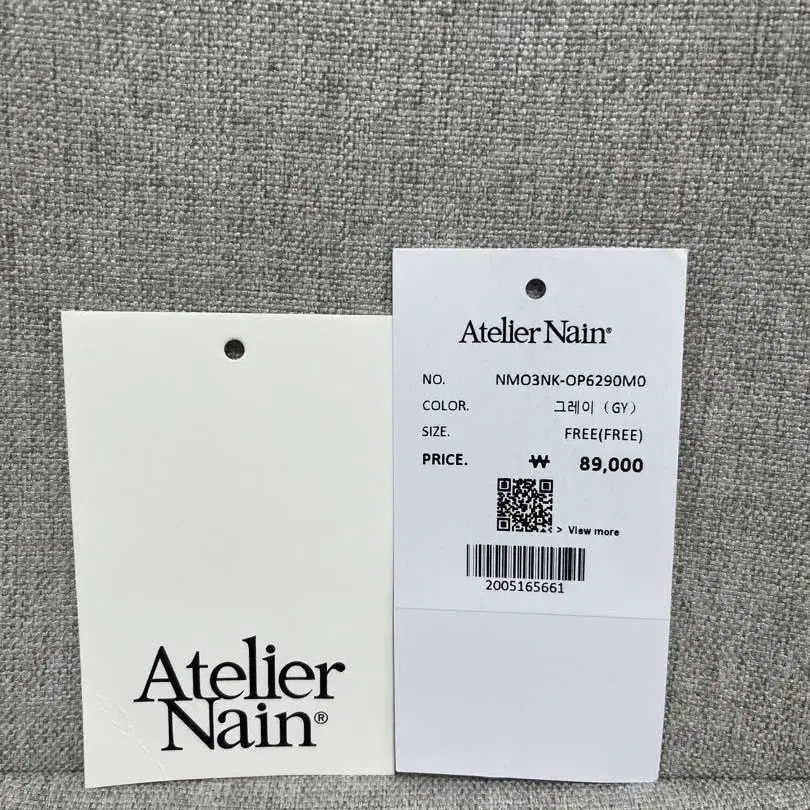 Atelier
Nain®
Atelier Nain®
NO. NMO3NK-OP6290M0
COLOR. 그레이 (GY)
SIZE. FREE(FREE)
PRICE. ₩ 89,000
> View more
2005165661